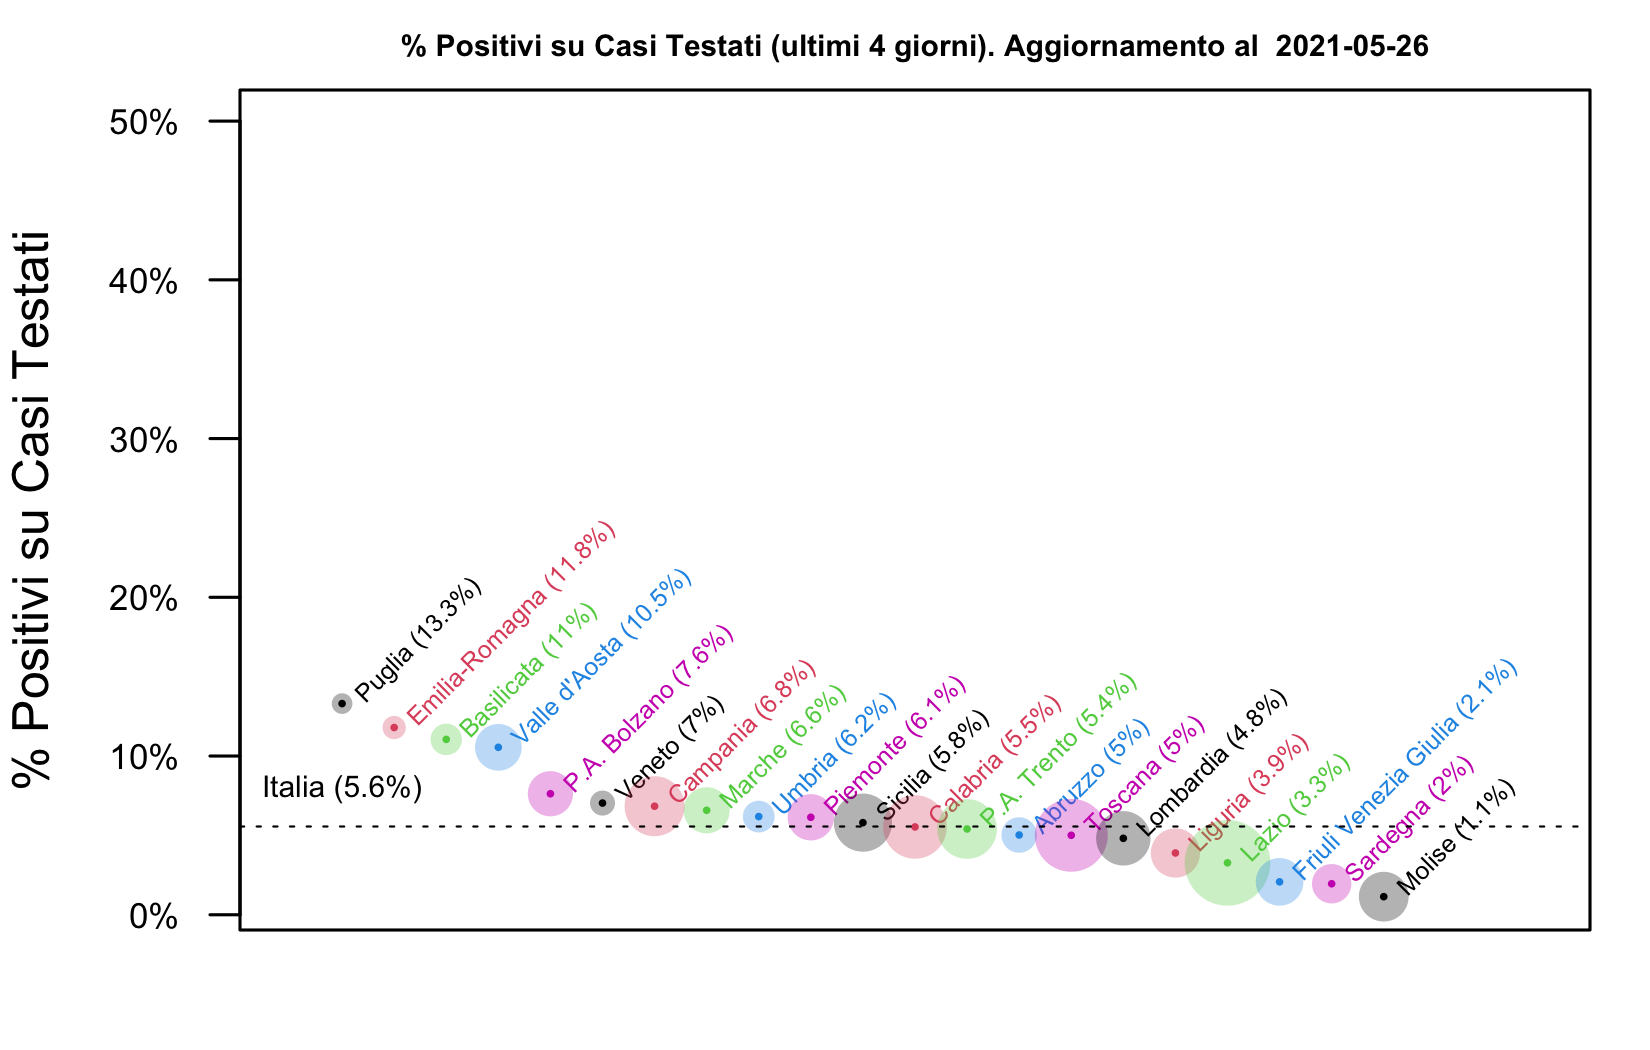 % Positivi su Casi Testati (ultimi 4 giorni). Aggiornamento al  2021-05-26
% Positivi su Casi Testati
50%
40%
30%
20%
10%
0%
Italia (5.6%)
Puglia (13.3%)
Emilia-Romagna (11.8%)
Basilicata (11%)
Valle d'Aosta (10.5%)
P.A. Bolzano (7.6%)
Veneto (7%)
Campania (6.8%)
Marche (6.6%)
Umbria (6.2%)
Piemonte (6.1%)
Sicilia (5.8%)
Calabria (5.5%)
P.A. Trento (5.4%)
Abruzzo (5%)
Toscana (5%)
Lombardia (4.8%)
Liguria (3.9%)
Lazio (3.3%)
Friuli Venezia Giulia (2.1%)
Sardegna (2%)
Molise (1.1%)